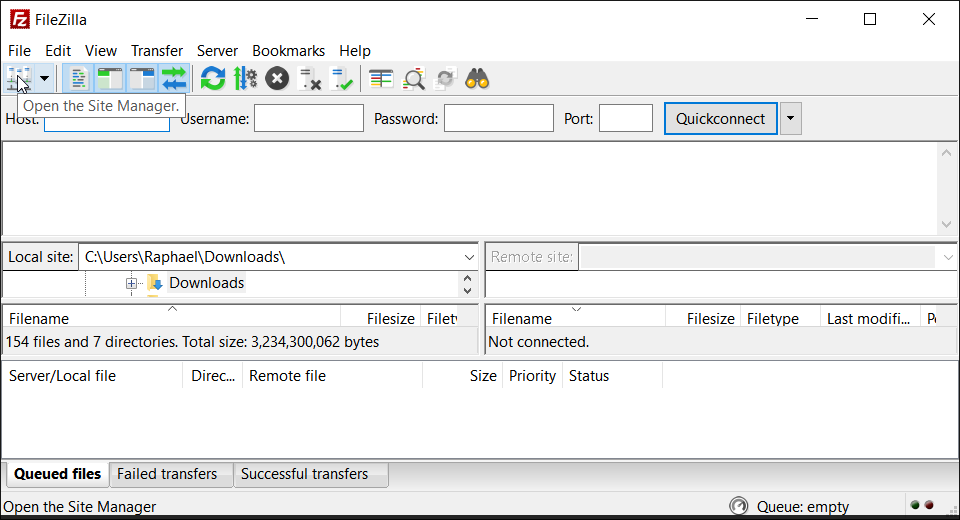 FileZilla
File Edit View Transfer Server Bookmarks Help
Open the Site Manager.
Host: Username: Password: Port: Quickconnect
Local site: C:\Users\Raphael\Downloads\ Remote site:
Downloads
Filename Filesize Filename Filesize Filetype Last modifi...
154 files and 7 directories. Total size: 3,234,300,062 bytes Not connected.
Server/Local file Direc... Remote file Size Priority Status
Queued files Failed transfers Successful transfers
Open the Site Manager Queue: empty